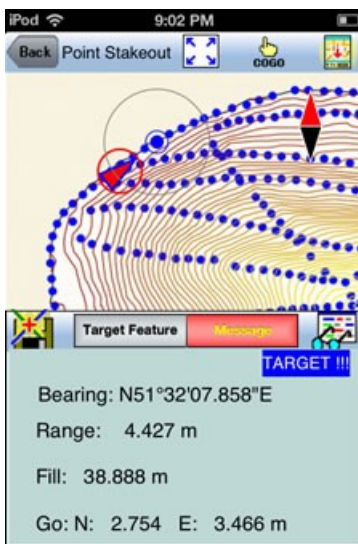 iPod 9:02 PM
Back Point Stakeout COGO
Target Feature Message
TARGET !!!
Bearing: N51°32'07.858"E
Range: 4.427 m
Fill: 38.888 m
Go: N: 2.754 E: 3.466 m